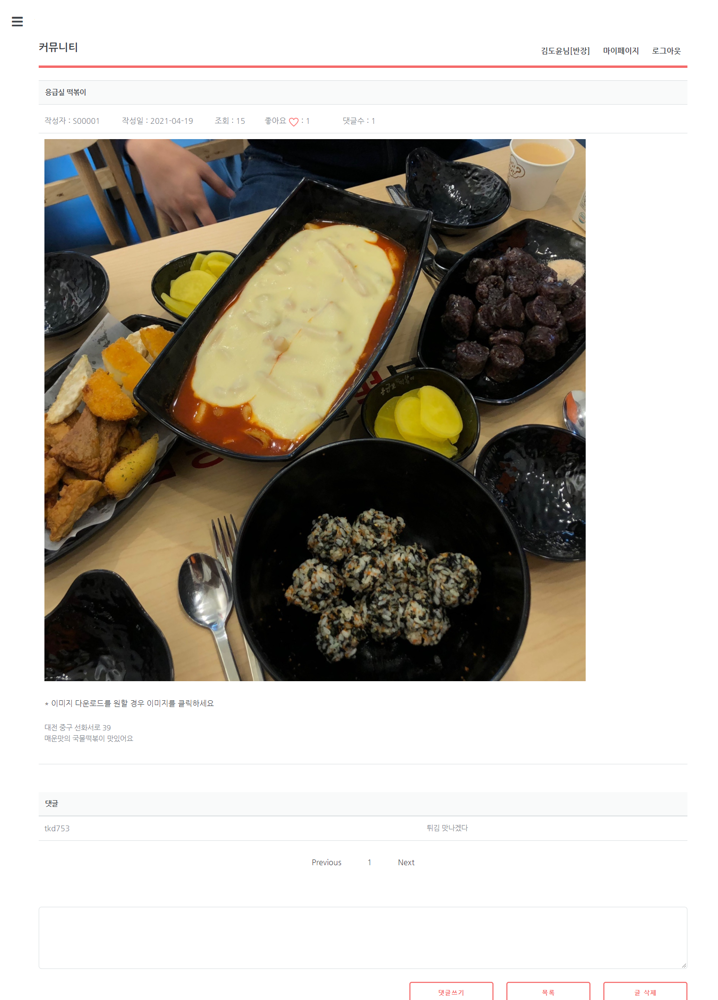 커뮤니티
김도윤님[반장] 마이페이지 로그아웃
응급실 떡볶이
작성자 : S00001 작성일 : 2021-04-19 조회 : 15 좋아요 : 1 댓글수 : 1
응급실
* 이미지 다운로드를 원할 경우 이미지를 클릭하세요
대전 중구 선화서로 39
매운맛의 국물떡볶이 맛있어요
댓글
tkd753 튀김 맛나겠다
Previous 1 Next
댓글쓰기 목록 글 삭제